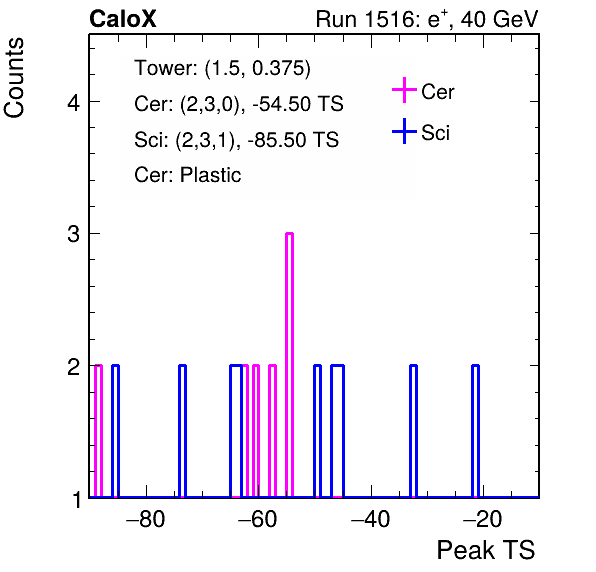 CaloX Run 1516: e⁺, 40 GeV
Counts
Tower: (1.5, 0.375)
Cer: (2,3,0), -54.50 TS
Sci: (2,3,1), -85.50 TS
Cer: Plastic
Cer
Sci
4
3
2
1
−80 −60 −40 −20
Peak TS